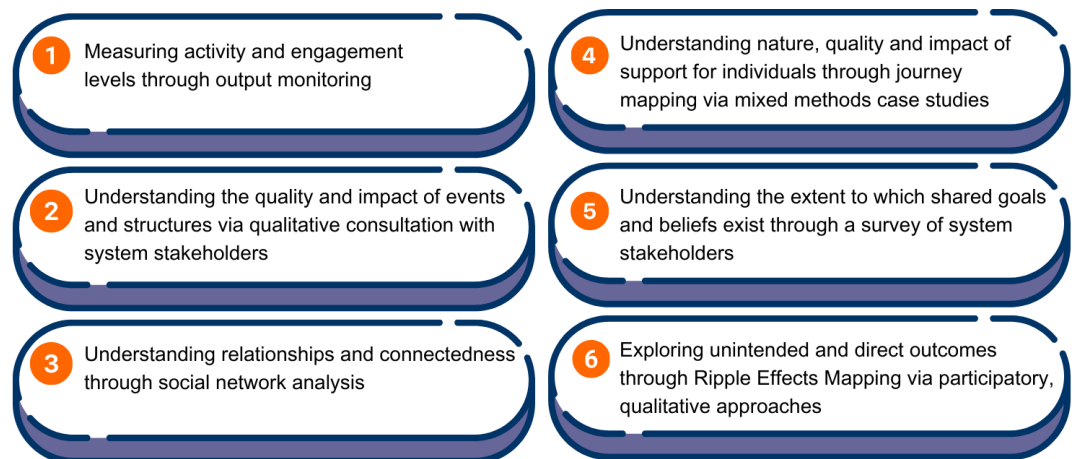 1
Measuring activity and engagement
levels through output monitoring
2
Understanding the quality and impact of events
and structures via qualitative consultation with
system stakeholders
3
Understanding relationships and connectedness
through social network analysis
4
Understanding nature, quality and impact of
support for individuals through journey
mapping via mixed methods case studies
5
Understanding the extent to which shared goals
and beliefs exist through a survey of system
stakeholders
6
Exploring unintended and direct outcomes
through Ripple Effects Mapping via participatory,
qualitative approaches